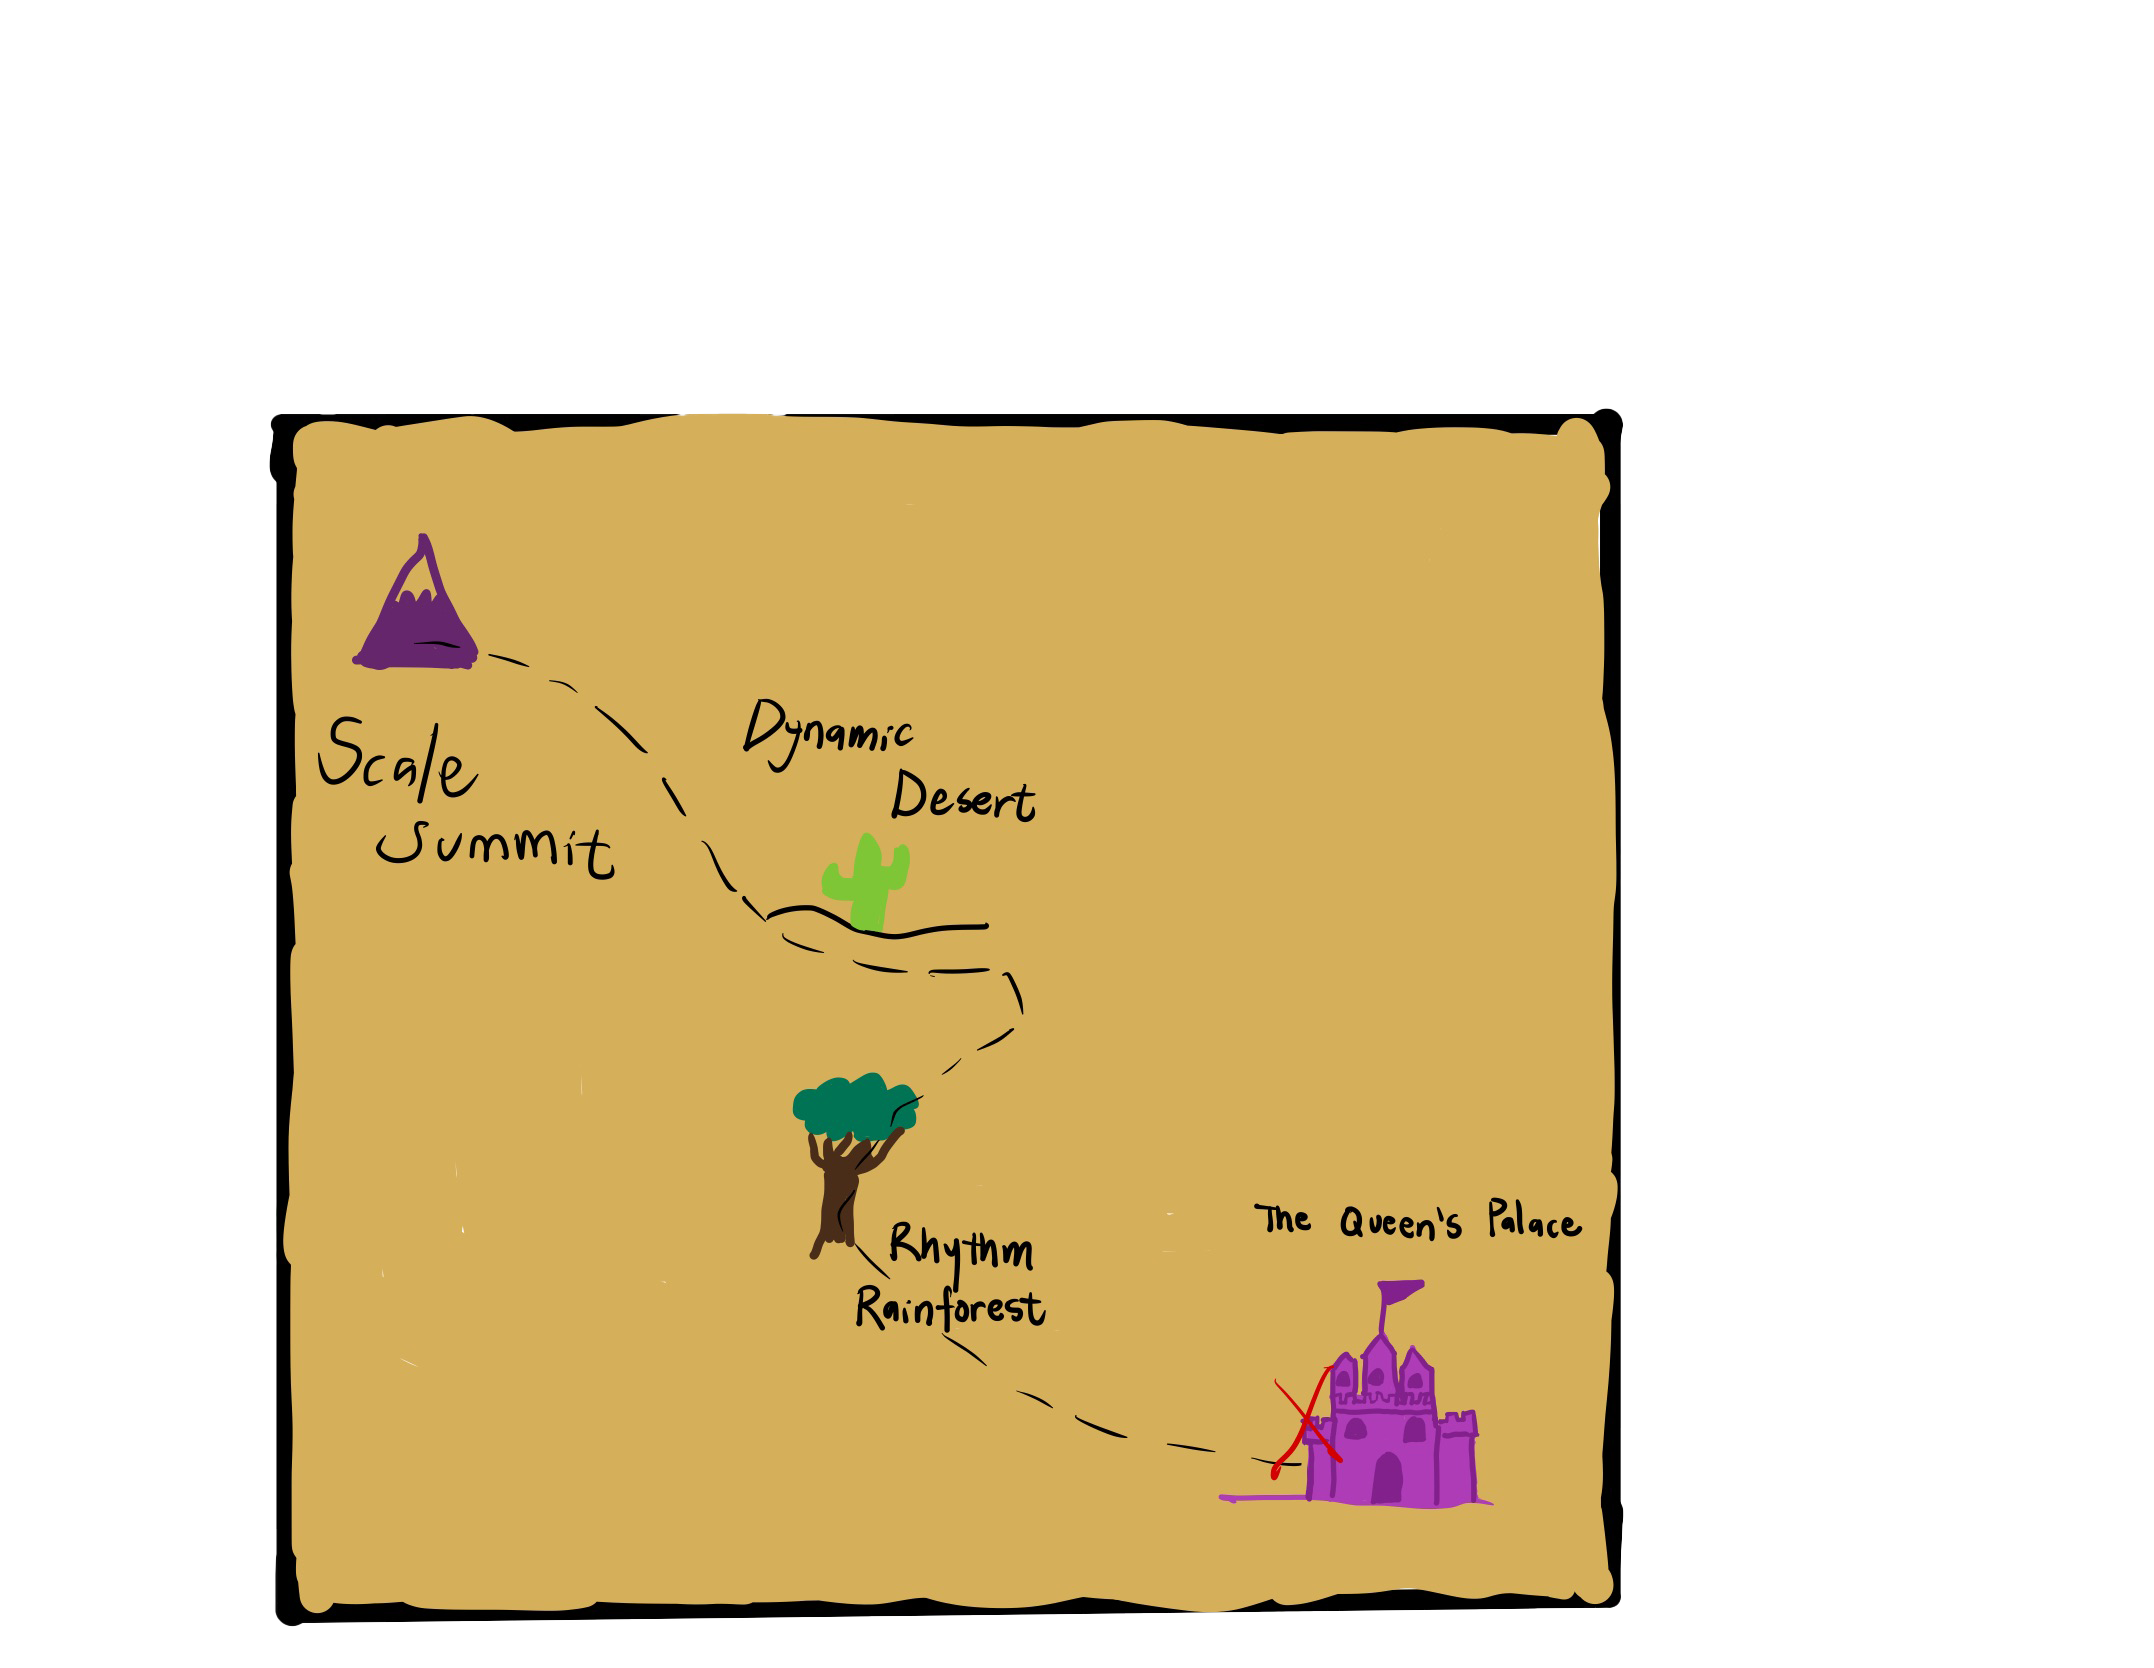 Scale
Summit
Dynamic
Desert
Rhythm
Rainforest
The Queen's Palace